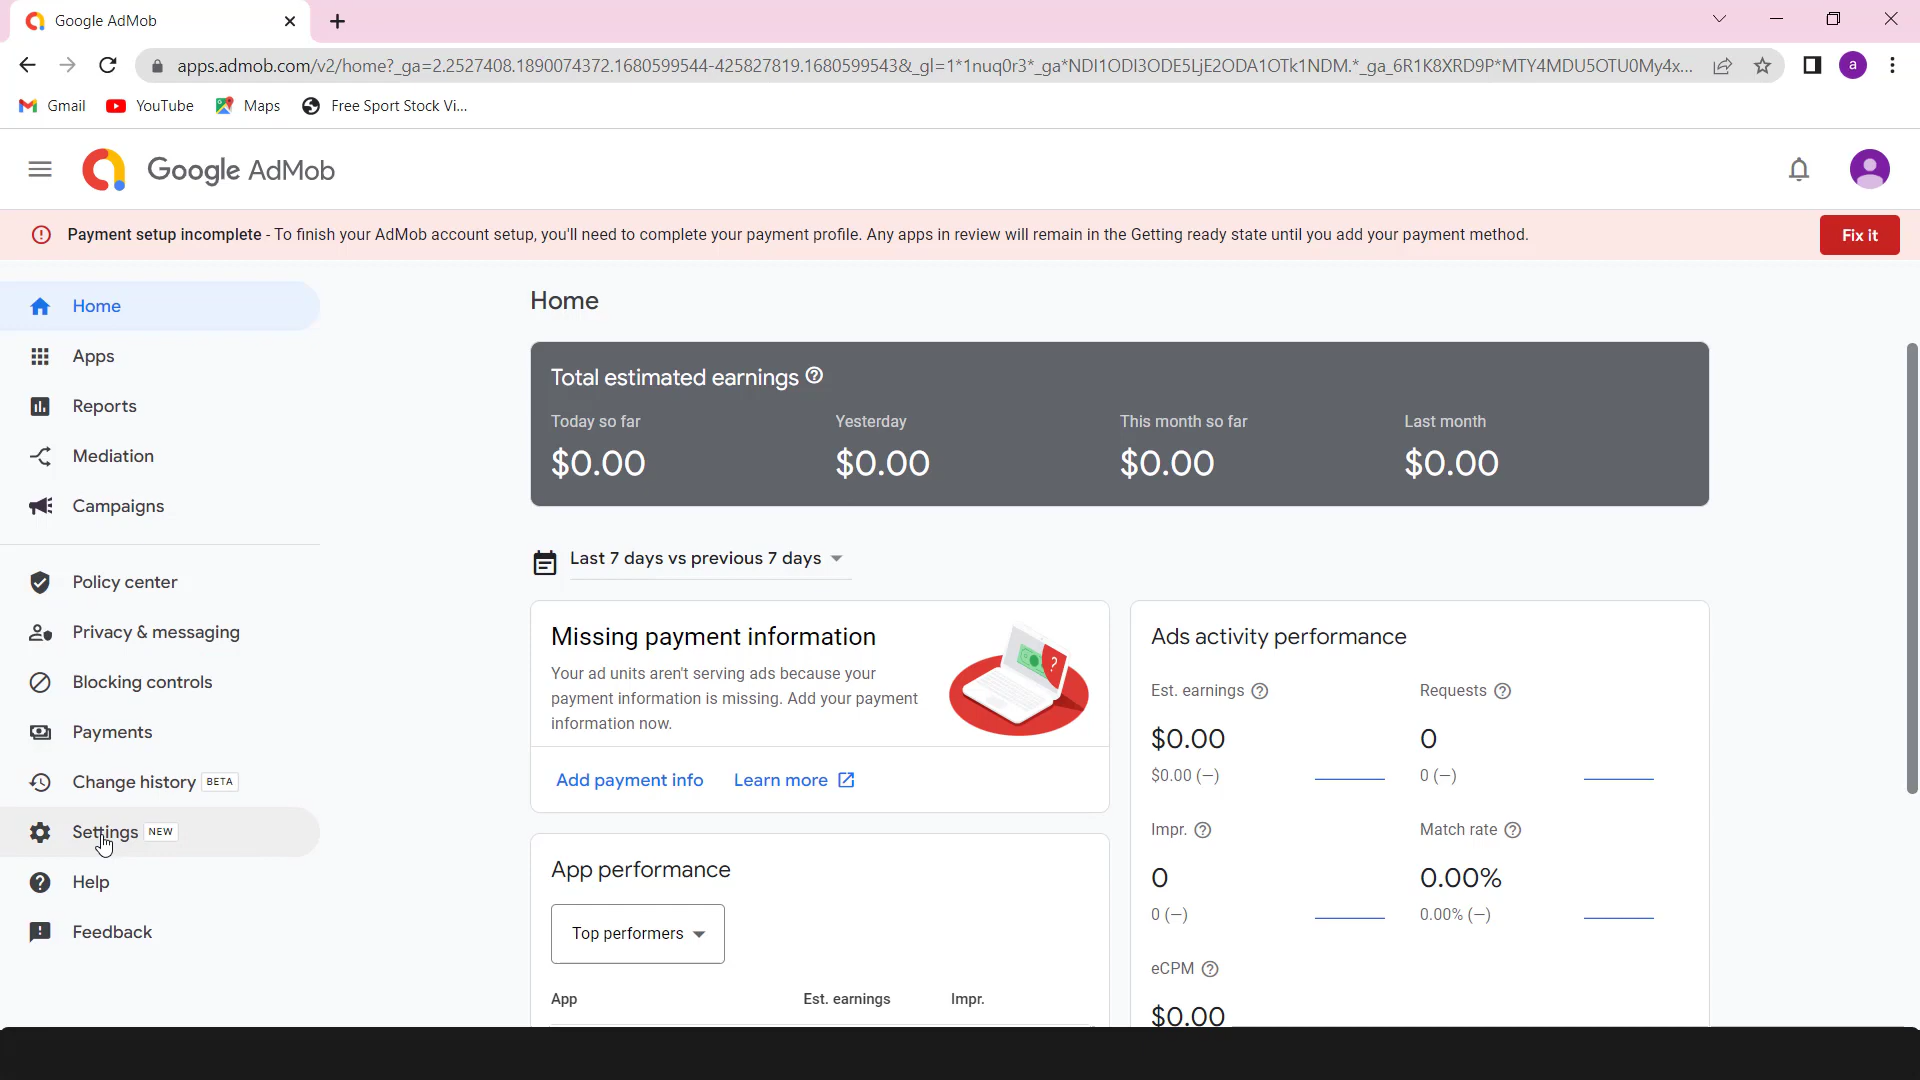 Google AdMob
apps.admob.com/v2/home?_ga=2.2527408.1890074372.1680599544-425827819.1680599543&_gl=1*1nuq0r3*_ga*NDI1ODI3ODE5LjE2ODA1OTk1NDM.*_ga_6R1K8XRD9P*MTY4MDU5OTU0My4x...
a
Gmail
YouTube
Maps
Free Sport Stock Vi...
Google AdMob
Payment setup incomplete - To finish your AdMob account setup, you'll need to complete your payment profile. Any apps in review will remain in the Getting ready state until you add your payment method.
Fix it
Home
Apps
Reports
Mediation
Campaigns
Policy center
Privacy & messaging
Blocking controls
Payments
Change history BETA
Settings NEW
Help
Feedback
Home
Total estimated earnings
Today so far
$0.00
Yesterday
$0.00
This month so far
$0.00
Last month
$0.00
Last 7 days vs previous 7 days
Missing payment information
Your ad units aren't serving ads because your
payment information is missing. Add your payment
information now.
Add payment info
Learn more
App performance
Top performers
App
Est. earnings
Impr.
Ads activity performance
Est. earnings
$0.00
$0.00 (—)
Requests
0
0 (—)
Impr.
0
0 (—)
Match rate
0.00%
0.00% (—)
eCPM
$0.00